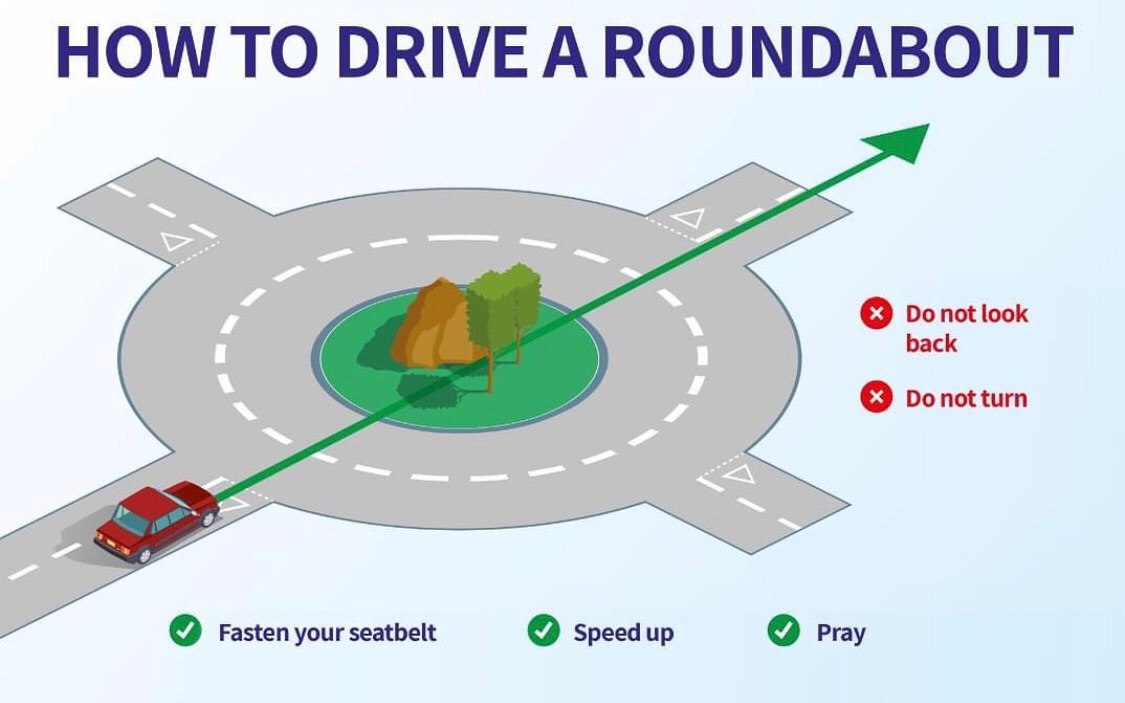 HOW TO DRIVE A ROUNDABOUT
Do not look
back
Do not turn
Fasten your seatbelt
Speed up
Pray